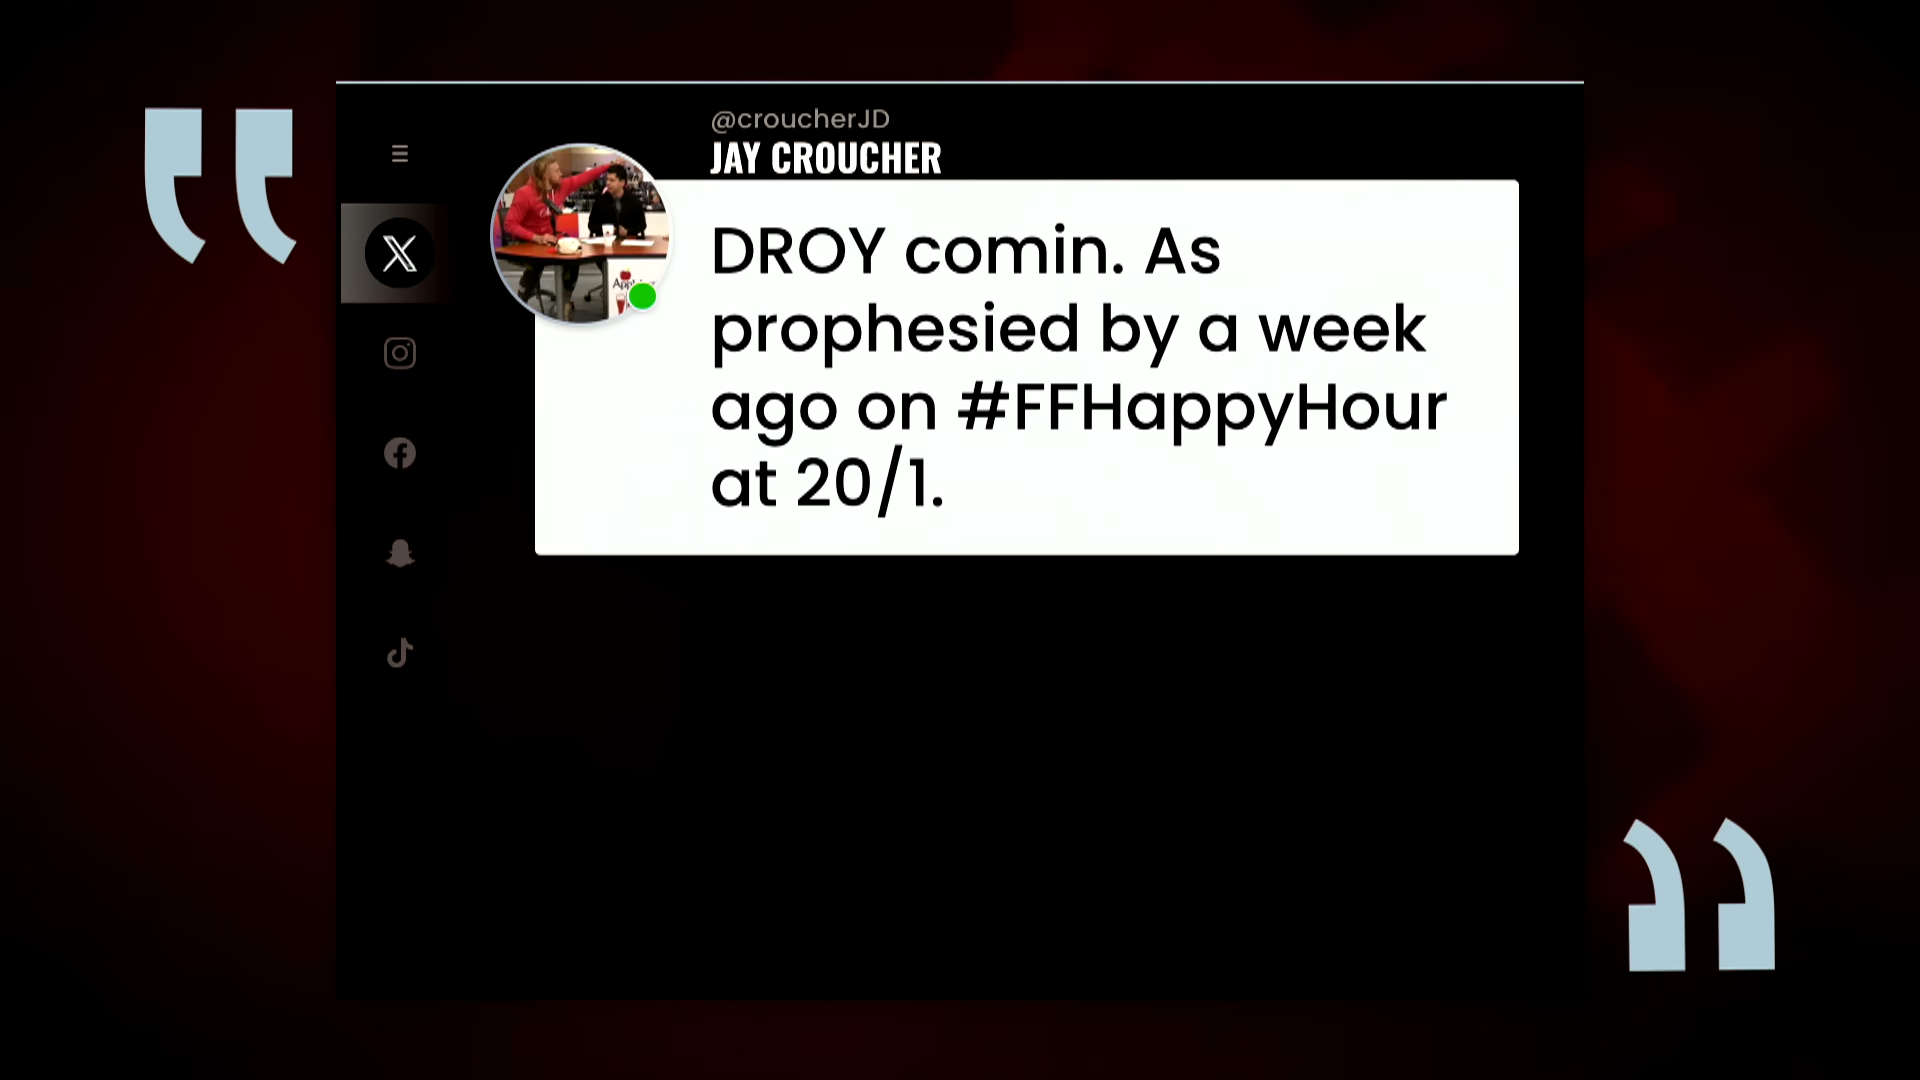 @croucherJD
JAY CROUCHER
DROY comin. As
prophesied by a week
ago on #FFHappyHour
at 20/1.